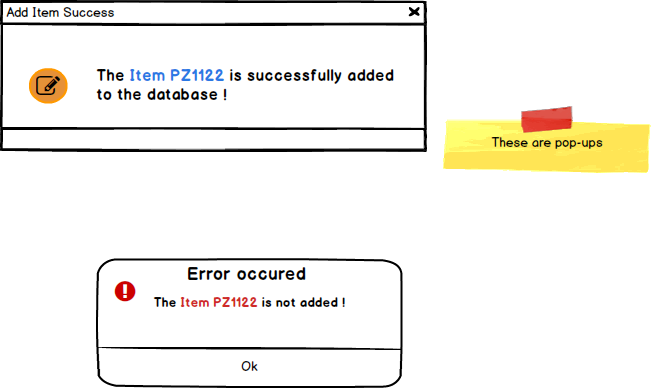 Add Item Success
The Item PZ1122 is successfully added
to the database !
These are pop-ups
Error occured
The Item PZ1122 is not added !
Ok